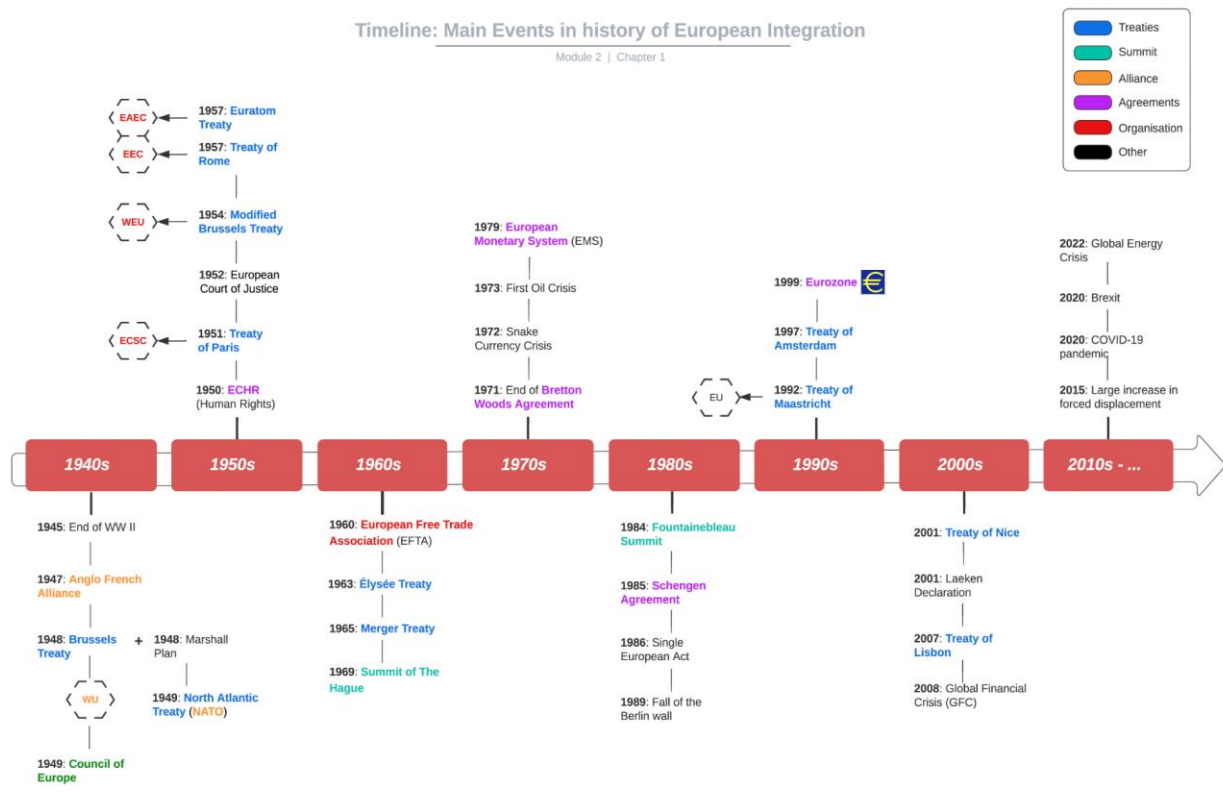 Timeline: Main Events in history of European Integration
Module 2 | Chapter 1
Treaties
Summit
Alliance
Agreements
Organisation
Other
EAEC
1957: Euratom
Treaty
EEC
1957: Treaty of
Rome
WEU
1954: Modified
Brussels Treaty
1952: European
Court of Justice
ECSC
1951: Treaty
of Paris
1950: ECHR
(Human Rights)
1979: European
Monetary System (EMS)
1973: First Oil Crisis
1972: Snake
Currency Crisis
1971: End of Bretton
Woods Agreement
1999: Eurozone
€
1997: Treaty of
Amsterdam
EU
1992: Treaty of
Maastricht
2022: Global Energy
Crisis
2020: Brexit
2020: COVID-19
pandemic
2015: Large increase in
forced displacement
1940s
1950s
1960s
1970s
1980s
1990s
2000s
2010s - ...
1945: End of WW II
1947: Anglo French
Alliance
1948: Brussels
Treaty
+
1948: Marshall
Plan
WU
1949: North Atlantic
Treaty (NATO)
1949: Council of
Europe
1960: European Free Trade
Association (EFTA)
1963: Élysée Treaty
1965: Merger Treaty
1969: Summit of The
Hague
1984: Fountainebleau
Summit
1985: Schengen
Agreement
1986: Single
European Act
1989: Fall of the
Berlin wall
2001: Treaty of Nice
2001: Laeken
Declaration
2007: Treaty of
Lisbon
2008: Global Financial
Crisis (GFC)